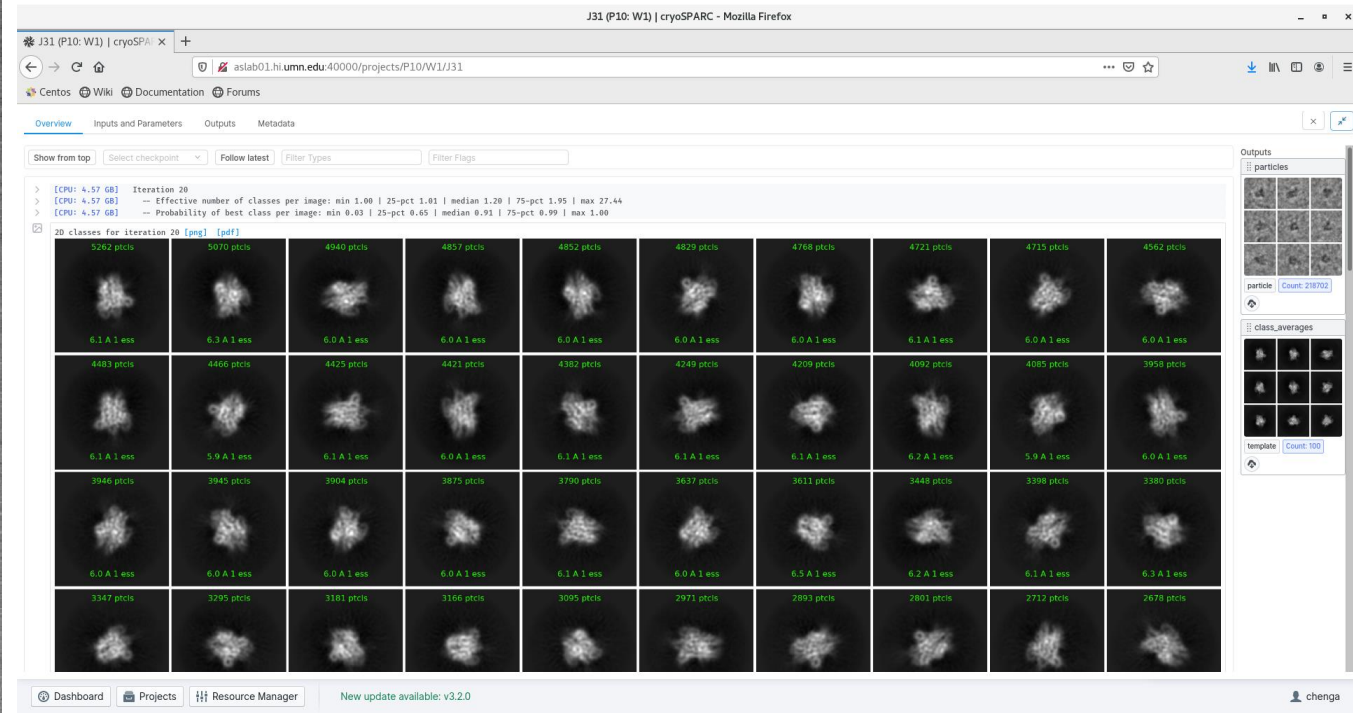 J31 (P10: W1) | cryoSPARC - Mozilla Firefox
J31 (P10: W1) | cryoSPAR
aslab01.hi.umn.edu:40000/projects/P10/W1/J31
Centos Wiki Documentation Forums
Overview Inputs and Parameters Outputs Metadata
Show from top Select checkpoint Follow latest Filter Types Filter Flags
[CPU: 4.57 GB] Iteration 20
[CPU: 4.57 GB] -- Effective number of classes per image: min 1.00 | 25-pct 1.01 | median 1.20 | 75-pct 1.95 | max 27.44
[CPU: 4.57 GB] -- Probability of best class per image: min 0.03 | 25-pct 0.65 | median 0.91 | 75-pct 0.99 | max 1.00
2D classes for iteration 20 [png] [pdf]
5262 ptcls 5070 ptcls 4940 ptcls 4857 ptcls 4852 ptcls 4829 ptcls 4768 ptcls 4721 ptcls 4715 ptcls 4562 ptcls
6.1 A 1 ess 6.3 A 1 ess 6.0 A 1 ess 6.0 A 1 ess 6.0 A 1 ess 6.0 A 1 ess 6.0 A 1 ess 6.1 A 1 ess 6.0 A 1 ess 6.0 A 1 ess
4483 ptcls 4466 ptcls 4425 ptcls 4421 ptcls 4382 ptcls 4249 ptcls 4209 ptcls 4092 ptcls 4085 ptcls 3958 ptcls
6.1 A 1 ess 5.9 A 1 ess 6.1 A 1 ess 6.0 A 1 ess 6.1 A 1 ess 6.1 A 1 ess 6.1 A 1 ess 6.2 A 1 ess 5.9 A 1 ess 6.0 A 1 ess
3946 ptcls 3945 ptcls 3904 ptcls 3875 ptcls 3790 ptcls 3637 ptcls 3611 ptcls 3448 ptcls 3398 ptcls 3380 ptcls
6.0 A 1 ess 6.0 A 1 ess 6.0 A 1 ess 6.0 A 1 ess 6.1 A 1 ess 6.0 A 1 ess 6.5 A 1 ess 6.2 A 1 ess 6.1 A 1 ess 6.3 A 1 ess
3347 ptcls 3295 ptcls 3181 ptcls 3166 ptcls 3095 ptcls 2971 ptcls 2893 ptcls 2801 ptcls 2712 ptcls 2678 ptcls
Outputs
particles
particle Count: 218702
class_averages
template Count: 100
Dashboard Projects Resource Manager New update available: v3.2.0 chenga